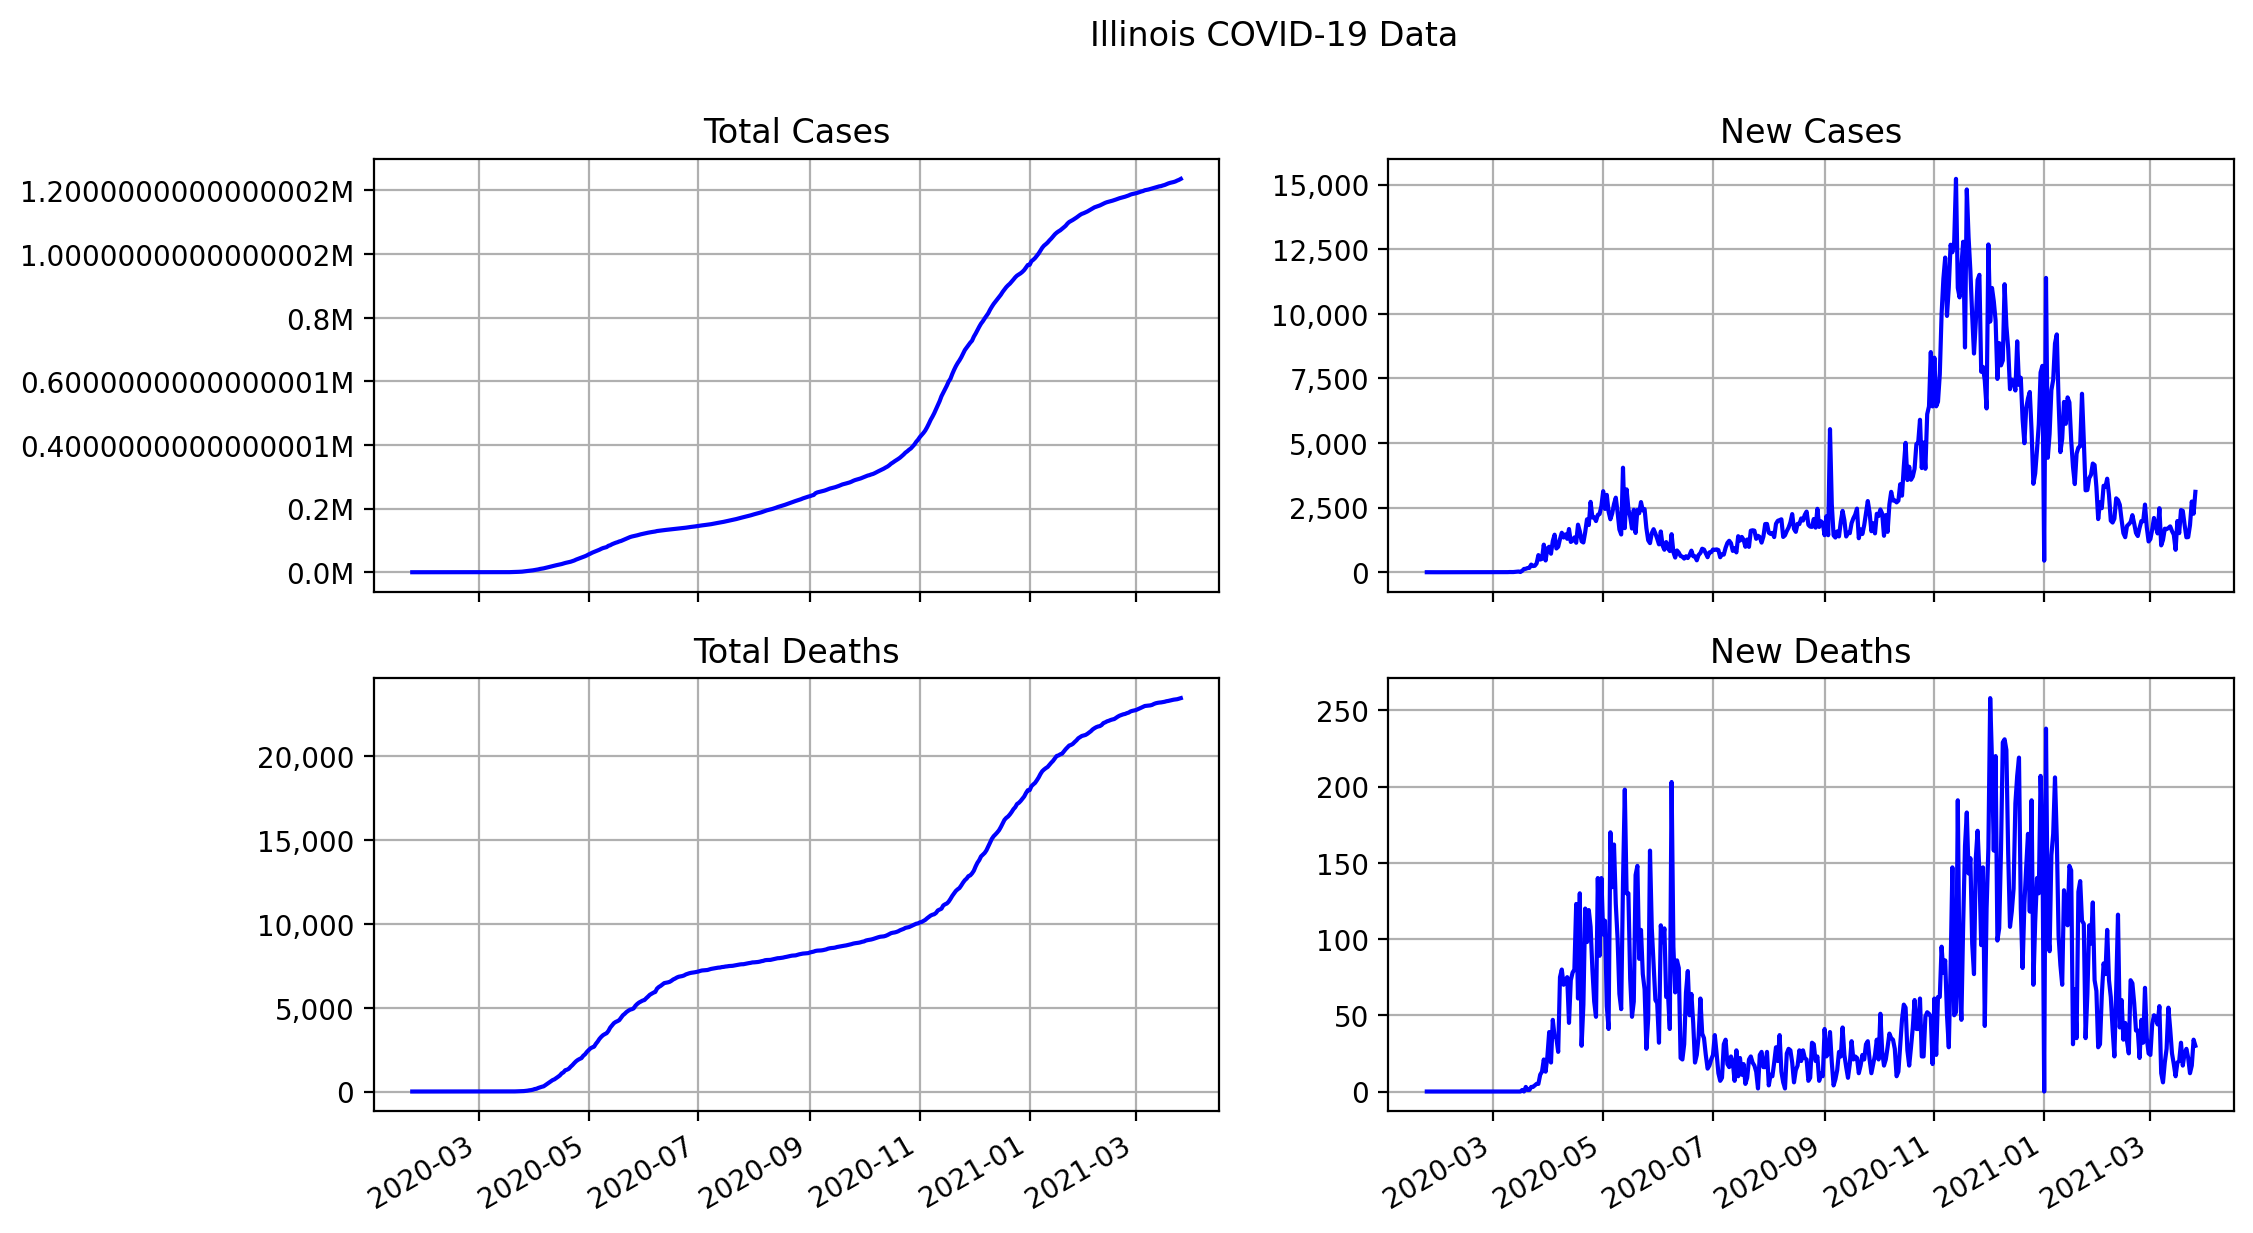 Illinois COVID-19 Data
Total Cases
1.2000000000000002M
1.0000000000000002M
0.8M
0.6000000000000001M
0.4000000000000001M
0.2M
0.0M
New Cases
15,000
12,500
10,000
7,500
5,000
2,500
0
Total Deaths
20,000
15,000
10,000
5,000
0
2020-03
2020-05
2020-07
2020-09
2020-11
2021-01
2021-03
New Deaths
250
200
150
100
50
0
2020-03
2020-05
2020-07
2020-09
2020-11
2021-01
2021-03